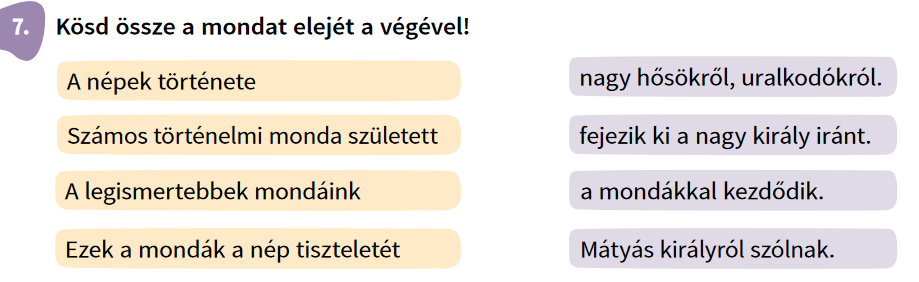 7. Kösd össze a mondat elejét a végével!
A népek története
nagy hősökről, uralkodókról.
Számos történelmi monda született
fejezik ki a nagy király iránt.
A legismertebbek mondáink
a mondákkal kezdődik.
Ezek a mondák a nép tiszteletét
Mátyás királyról szólnak.